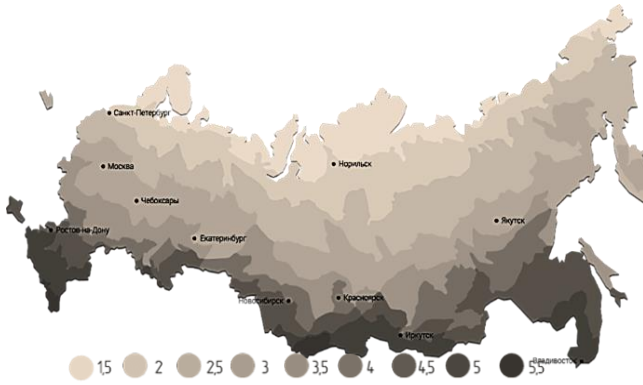 Санкт-Петербург
Москва
Норильск
Чебоксары
Якутск
Ростов-на-Дону
Екатеринбург
Новосибирск
Красноярск
Иркутск
Владивосток
1,5 2 2,5 3 3,5 4 4,5 5 5,5